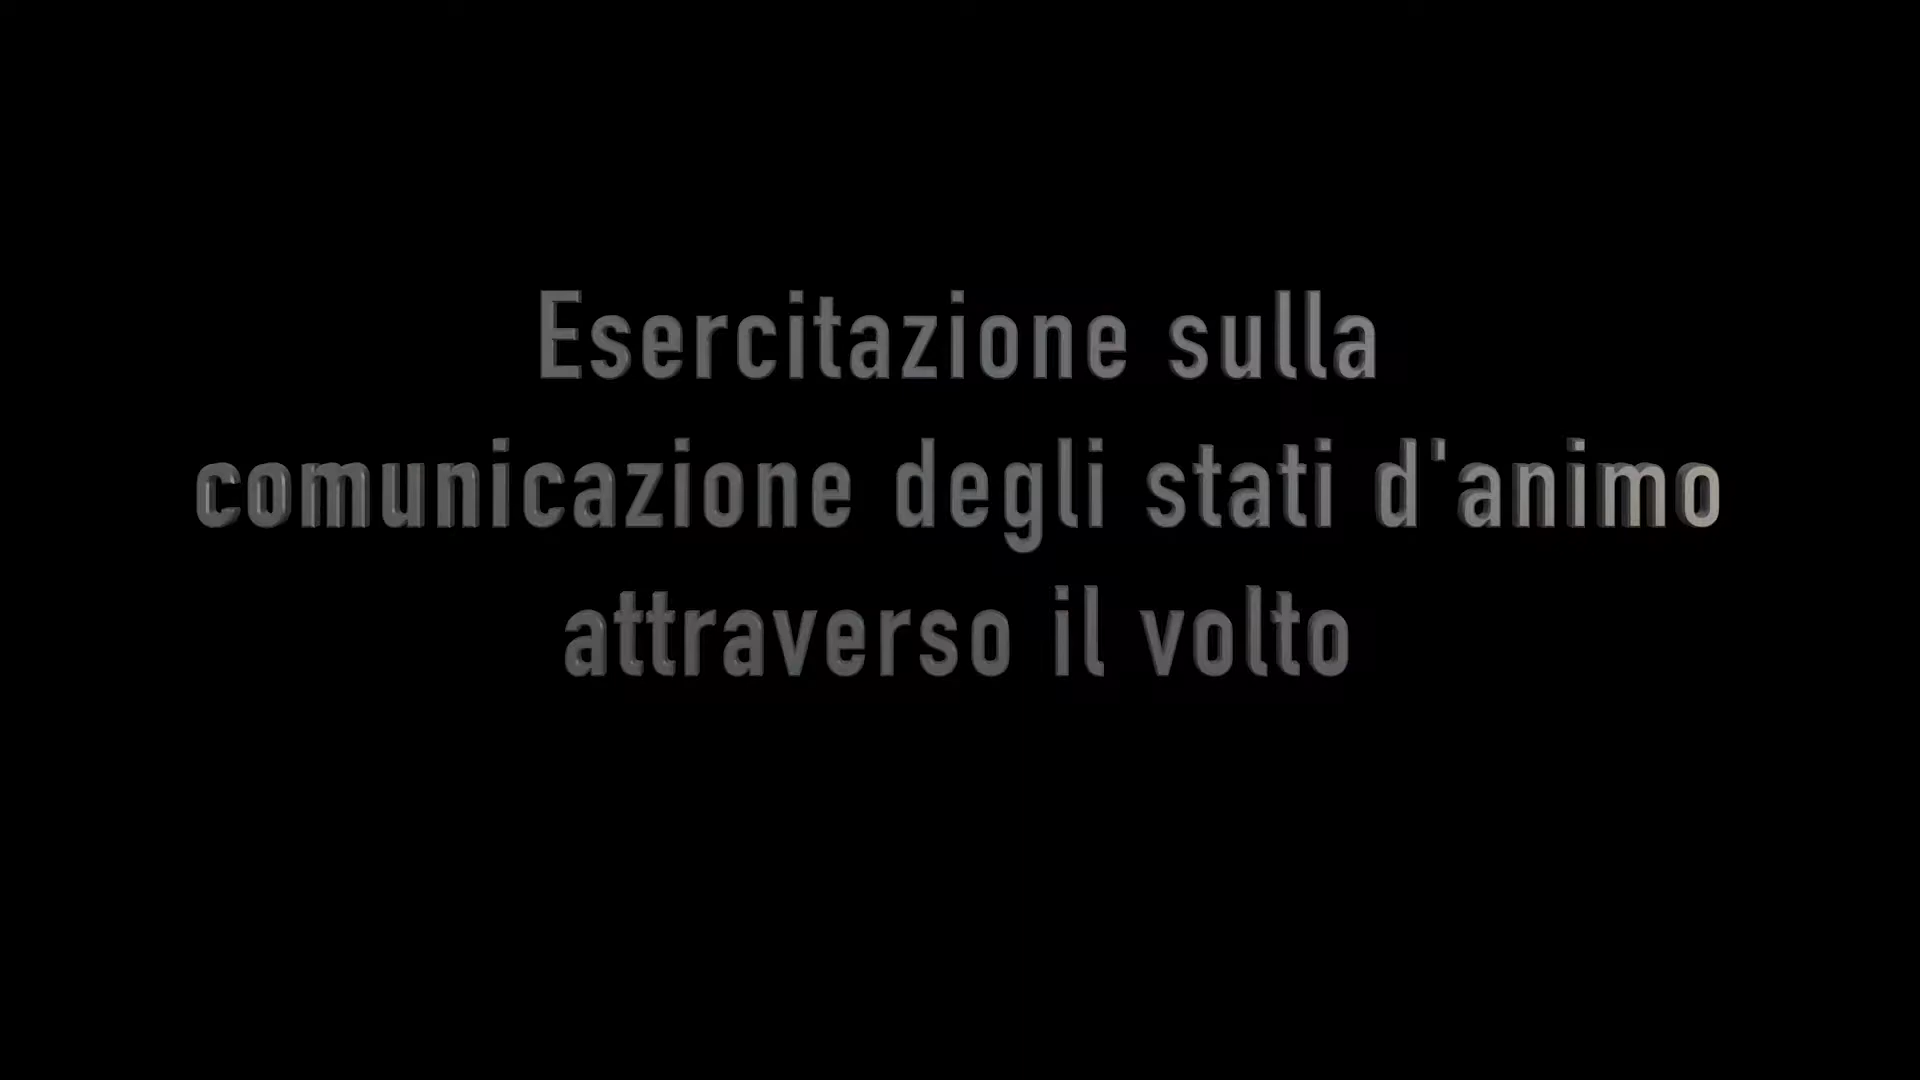 Esercitazione sulla
comunicazione degli stati d'animo
attraverso il volto